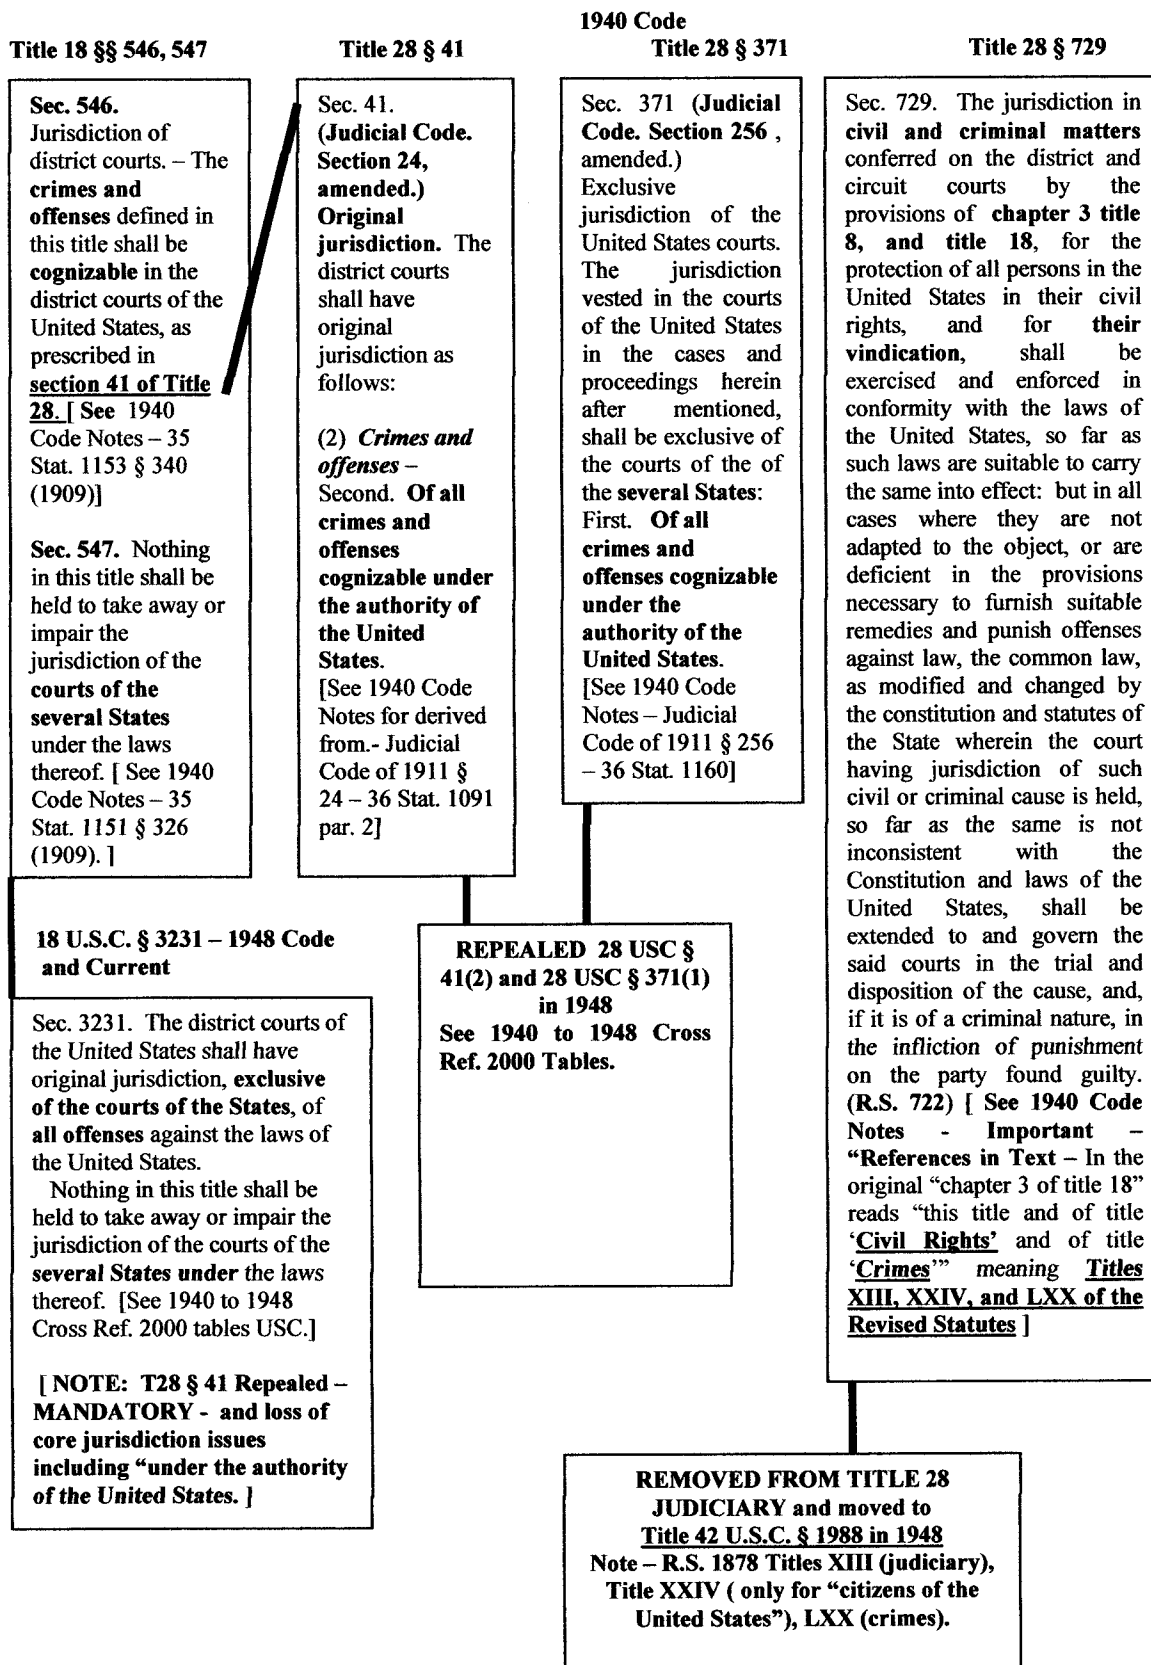 1940 Code
Title 18 §§ 546, 547
Title 28 § 41
Title 28 § 371
Title 28 § 729
Sec. 546.
Jurisdiction of
district courts. – The
crimes and
offenses defined in
this title shall be
cognizable in the
district courts of the
United States, as
prescribed in
section 41 of Title
28. [ See 1940
Code Notes – 35
Stat. 1153 § 340
(1909)]
Sec. 547. Nothing
in this title shall be
held to take away or
impair the
jurisdiction of the
courts of the
several States
under the laws
thereof. [ See 1940
Code Notes – 35
Stat. 1151 § 326
(1909). ]
Sec. 41.
(Judicial Code.
Section 24,
amended.)
Original
jurisdiction. The
district courts
shall have
original
jurisdiction as
follows:
(2) Crimes and
offenses –
Second. Of all
crimes and
offenses
cognizable under
the authority of
the United
States.
[See 1940 Code
Notes for derived
from.- Judicial
Code of 1911 §
24 – 36 Stat. 1091
par. 2]
Sec. 371 (Judicial
Code. Section 256 ,
amended.)
Exclusive
jurisdiction of the
United States courts.
The jurisdiction
vested in the courts
of the United States
in the cases and
proceedings herein
after mentioned,
shall be exclusive of
the courts of the of
the several States:
First. Of all
crimes and
offenses cognizable
under the
authority of the
United States.
[See 1940 Code
Notes – Judicial
Code of 1911 § 256
– 36 Stat. 1160]
Sec. 729. The jurisdiction in
civil and criminal matters
conferred on the district and
circuit courts by the
provisions of chapter 3 title
8, and title 18, for the
protection of all persons in the
United States in their civil
rights, and for their
vindication, shall be
exercised and enforced in
conformity with the laws of
the United States, so far as
such laws are suitable to carry
the same into effect: but in all
cases where they are not
adapted to the object, or are
deficient in the provisions
necessary to furnish suitable
remedies and punish offenses
against law, the common law,
as modified and changed by
the constitution and statutes of
the State wherein the court
having jurisdiction of such
civil or criminal cause is held,
so far as the same is not
inconsistent with the
Constitution and laws of the
United States, shall be
extended to and govern the
said courts in the trial and
disposition of the cause, and,
if it is of a criminal nature, in
the infliction of punishment
on the party found guilty.
(R.S. 722) [ See 1940 Code
Notes - Important –
“References in Text – In the
original “chapter 3 of title 18”
reads “this title and of title
‘Civil Rights’ and of title
‘Crimes’” meaning Titles
XIII, XXIV, and LXX of the
Revised Statutes ]
18 U.S.C. § 3231 – 1948 Code
and Current
Sec. 3231. The district courts of
the United States shall have
original jurisdiction, exclusive
of the courts of the States, of
all offenses against the laws of
the United States.
Nothing in this title shall be
held to take away or impair the
jurisdiction of the courts of the
several States under the laws
thereof. [See 1940 to 1948
Cross Ref. 2000 tables USC.]
[ NOTE: T28 § 41 Repealed –
MANDATORY - and loss of
core jurisdiction issues
including “under the authority
of the United States. ]
REPEALED 28 USC §
41(2) and 28 USC § 371(1)
in 1948
See 1940 to 1948 Cross
Ref. 2000 Tables.
REMOVED FROM TITLE 28
JUDICIARY and moved to
Title 42 U.S.C. § 1988 in 1948
Note – R.S. 1878 Titles XIII (judiciary),
Title XXIV ( only for “citizens of the
United States”), LXX (crimes).